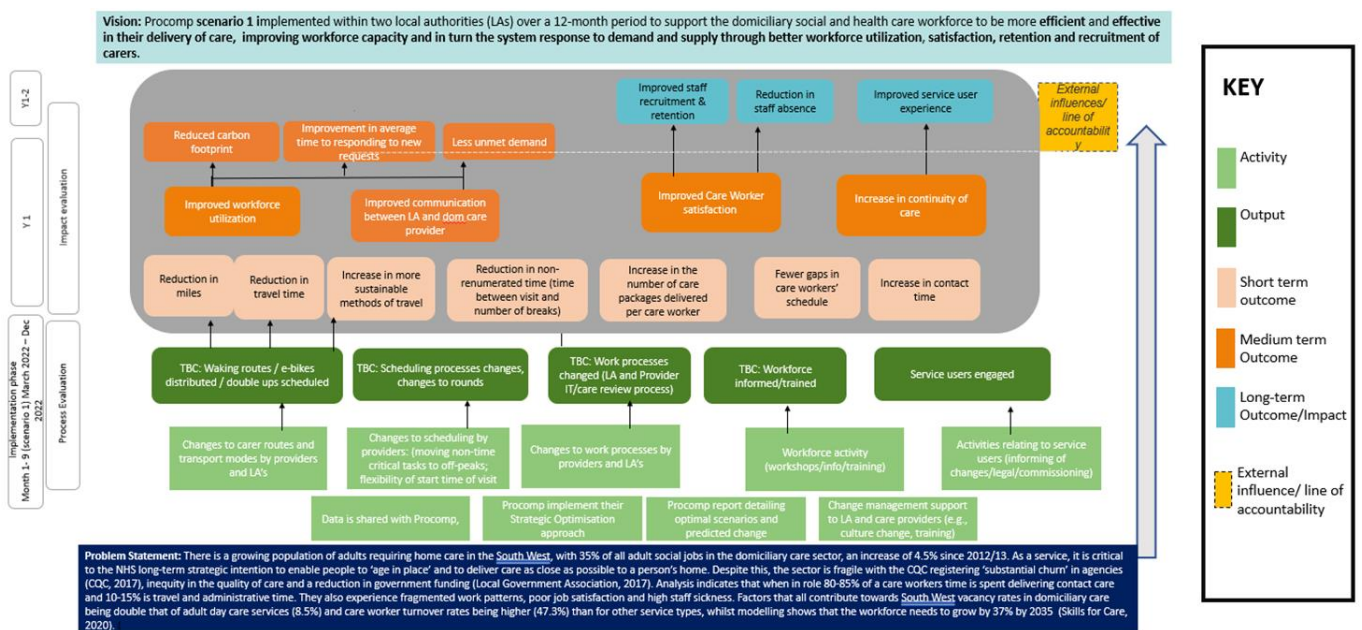 Vision: Procomp scenario 1 implemented within two local authorities (LAs) over a 12-month period to support the domiciliary social and health care workforce to be more efficient and effective
in their delivery of care, improving workforce capacity and in turn the system response to demand and supply through better workforce utilization, satisfaction, retention and recruitment of
carers.
Y1-2
Y1
Impact evaluation
Implementation phase
Month 1- 9 (scenario 1) March 2022 – Dec
2022
Process Evaluation
Improved staff
recruitment &
retention
Reduction in
staff absence
Improved service user
experience
External
influences/
line of
accountabilit
y
Reduced carbon
footprint
Improvement in average
time to responding to new
requests
Less unmet demand
Improved workforce
utilization
Improved communication
between LA and dom care
provider
Improved Care Worker
satisfaction
Increase in continuity of
care
Reduction in
miles
Reduction in
travel time
Increase in more
sustainable
methods of travel
Reduction in non-
renumerated time (time
between visit and
number of breaks)
Increase in the
number of care
packages delivered
per care worker
Fewer gaps in
care workers'
schedule
Increase in contact
time
TBC: Waking routes / e-bikes
distributed / double ups scheduled
TBC: Scheduling processes changes,
changes to rounds
TBC: Work processes
changed (LA and Provider
IT/care review process)
TBC: Workforce
informed/trained
Service users engaged
Changes to carer routes and
transport modes by providers
and LA's
Changes to scheduling by
providers: (moving non-time
critical tasks to off-peaks;
flexibility of start time of visit
Changes to work processes by
providers and LA's
Workforce activity
(workshops/info/training)
Activities relating to service
users (informing of
changes/legal/commissioning)
Data is shared with Procomp,
Procomp implement their
Strategic Optimisation
approach
Procomp report detailing
optimal scenarios and
predicted change
Change management support
to LA and care providers (e.g.,
culture change, training)
Problem Statement: There is a growing population of adults requiring home care in the South West, with 35% of all adult social jobs in the domiciliary care sector, an increase of 4.5% since 2012/13. As a service, it is critical
to the NHS long-term strategic intention to enable people to 'age in place' and to deliver care as close as possible to a person's home. Despite this, the sector is fragile with the CQC registering 'substantial churn' in agencies
(CQC, 2017), inequity in the quality of care and a reduction in government funding (Local Government Association, 2017). Analysis indicates that when in role 80-85% of a care workers time is spent delivering contact care
and 10-15% is travel and administrative time. They also experience fragmented work patterns, poor job satisfaction and high staff sickness. Factors that all contribute towards South West vacancy rates in domiciliary care
being double that of adult day care services (8.5%) and care worker turnover rates being higher (47.3%) than for other service types, whilst modelling shows that the workforce needs to grow by 37% by 2035 (Skills for Care,
2020).
KEY
Activity
Output
Short term
outcome
Medium term
Outcome
Long-term
Outcome/Impact
External
influence/ line of
accountability